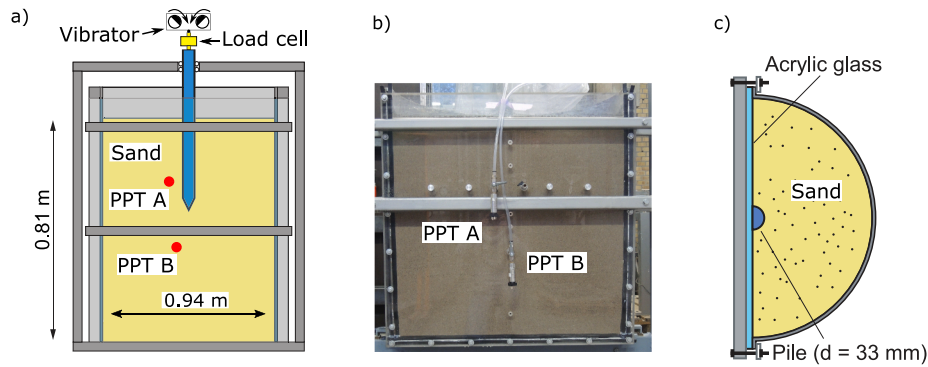 a)
Vibrator
Load cell
Sand
PPT A
PPT B
0.81 m
0.94 m
b)
PPT A
PPT B
c)
Acrylic glass
Sand
Pile (d = 33 mm)